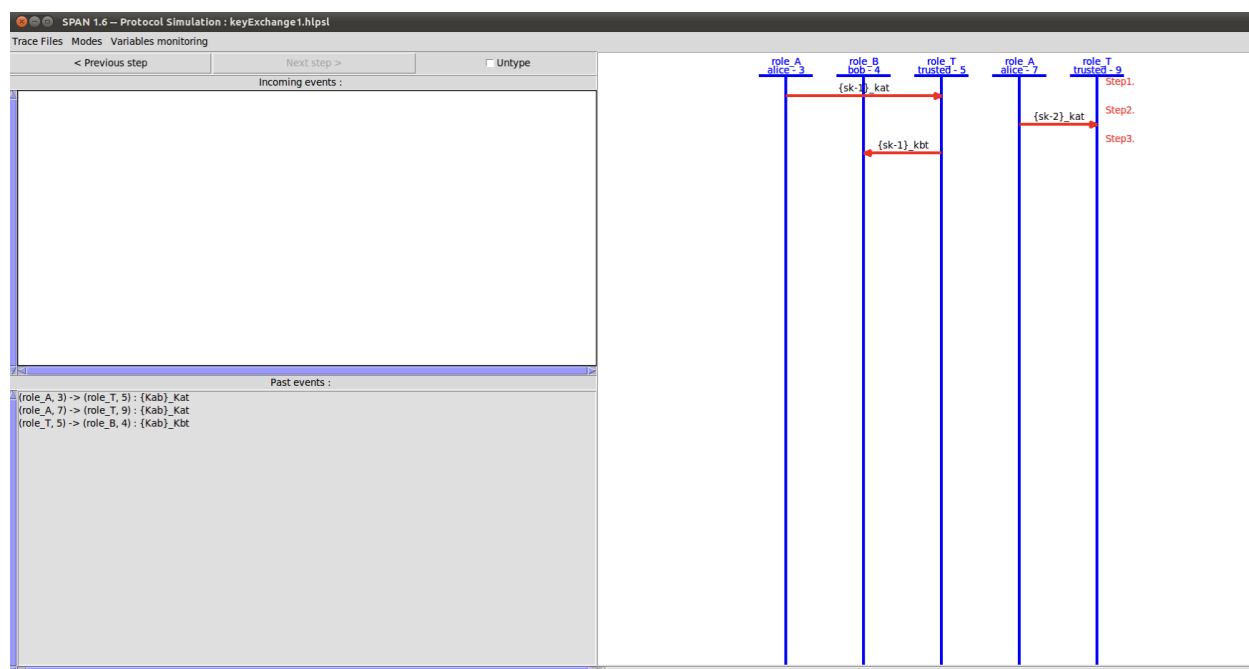 SPAN 1.6 – Protocol Simulation : keyExchange1.hlpsl
Trace Files Modes Variables monitoring
< Previous step
Next step >
Untype
Incoming events :
Past events :
(role_A, 3) -> (role_T, 5) : {Kab}_Kat
(role_A, 7) -> (role_T, 9) : {Kab}_Kat
(role_T, 5) -> (role_B, 4) : {Kab}_Kbt
role_A role_B role_T role_A role_T
alice - 3 bob - 4 trusted - 5 alice - 7 trusted - 9
Step1.
{sk-1}_kat
Step2.
{sk-2}_kat
Step3.
{sk-1}_kbt